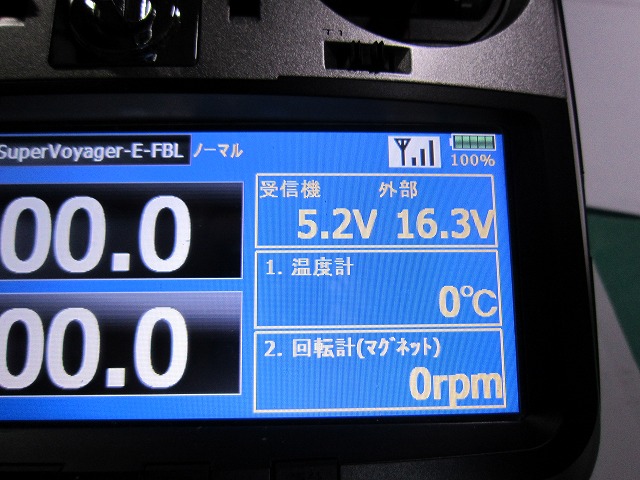 T1
SuperVoyager-E-FBL ノーマル
100%
受信機 外部
5.2V 16.3V
00.0
1. 温度計
0℃
00.0
2. 回転計(ﾏｸﾞﾈｯﾄ)
0rpm